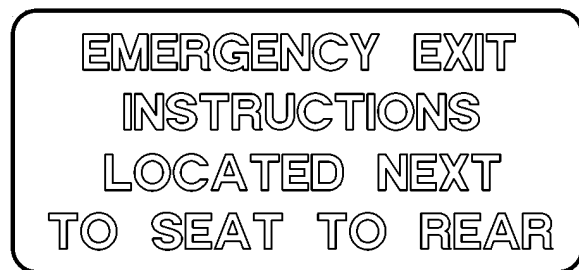 EMERGENCY EXIT
INSTRUCTIONS
LOCATED NEXT
TO SEAT TO REAR